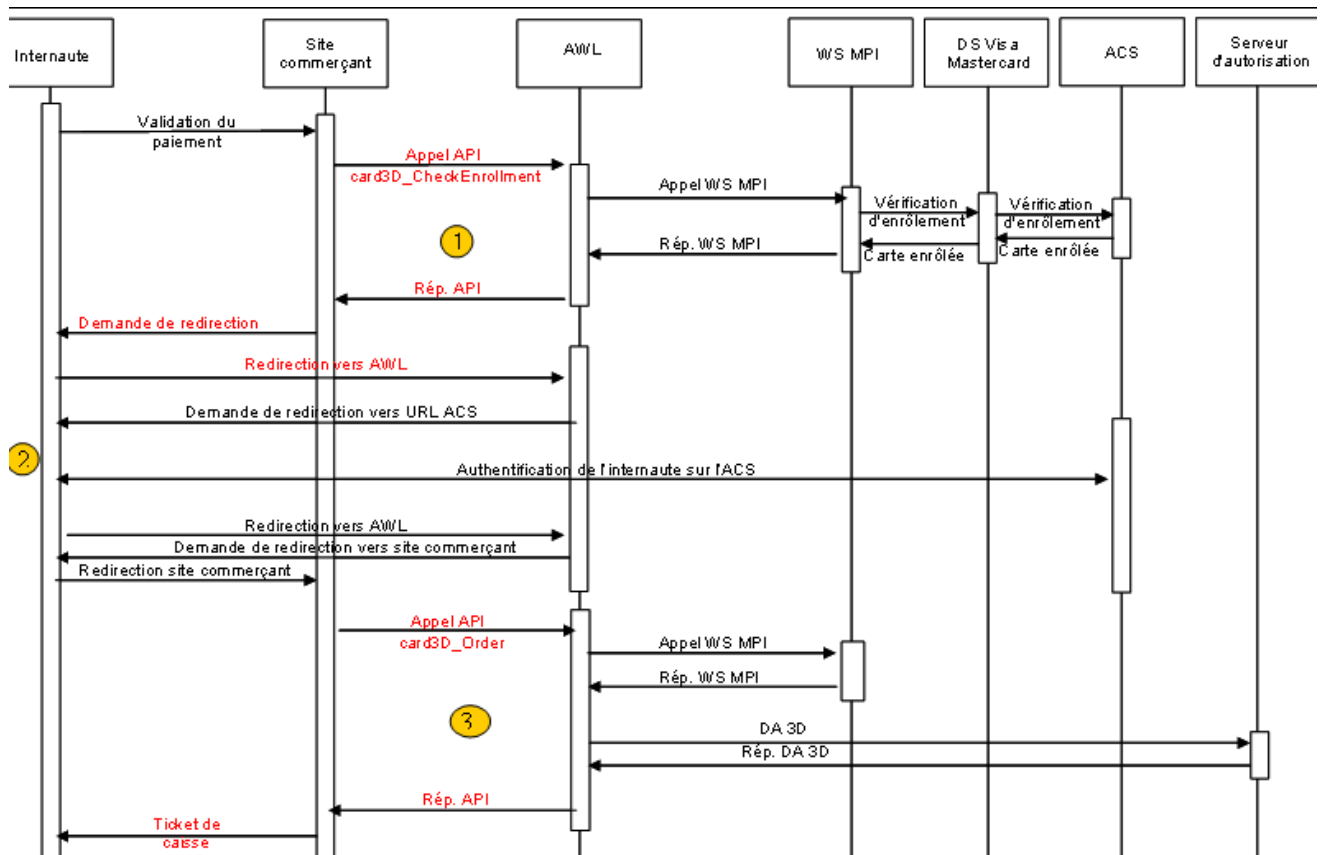 Internaute
Site
commerçant
AWL
WS MPI
DS Visa
Mastercard
ACS
Serveur
d'autorisation
Validation du
paiement
Appel API
card3D_CheckEnrollment
Appel WS MPI
Vérification
d'enrôlement
Vérification
d'enrôlement
1
Rép. WS MPI
Carte enrôlée
Carte enrôlée
Rép. API
Demande de redirection
Redirection vers AWL
Demande de redirection vers URL ACS
2
Authentification de l'internaute sur l'ACS
Redirection vers AWL
Demande de redirection vers site commerçant
Redirection site commerçant
Appel API
card3D_Order
Appel WS MPI
Rép. WS MPI
3
DA 3D
Rép. DA 3D
Rép. API
Ticket de
caisse